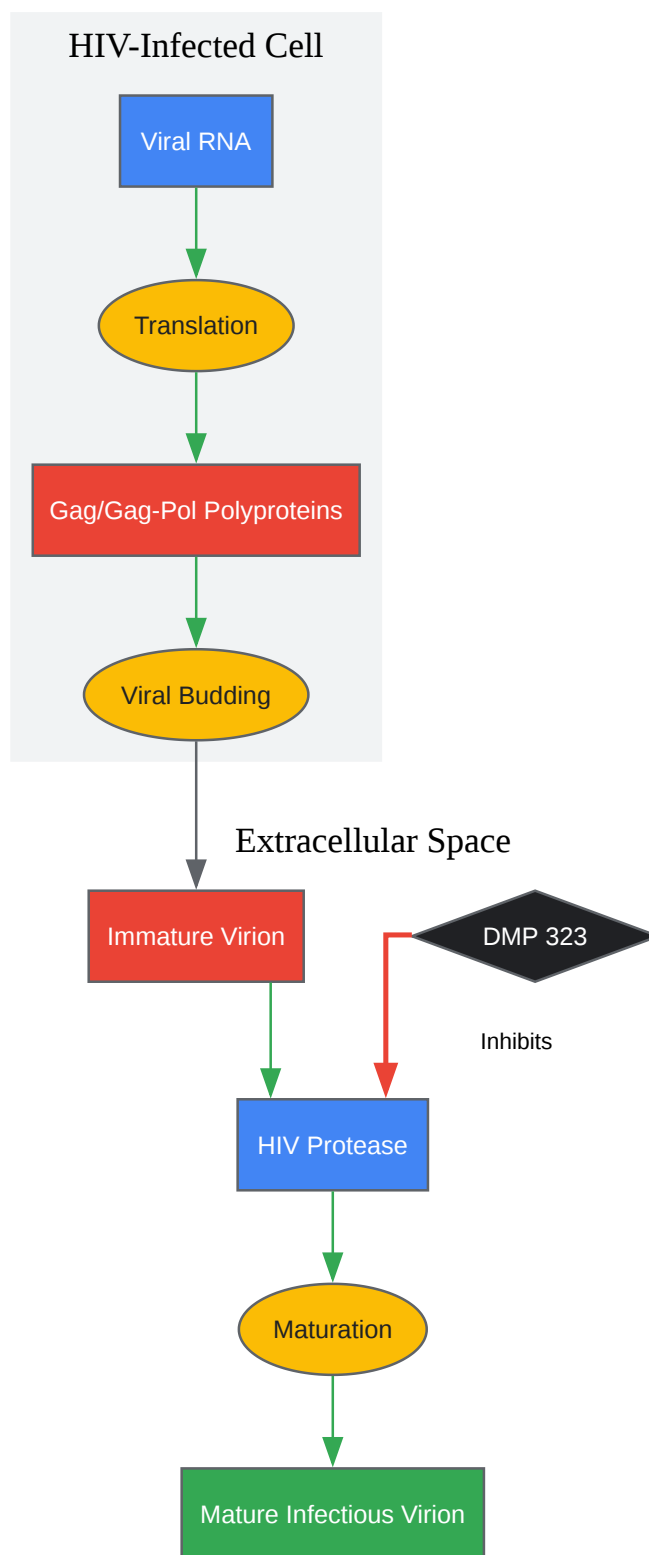 HIV-Infected Cell
Viral RNA
Translation
Gag/Gag-Pol Polyproteins
Viral Budding
Extracellular Space
Immature Virion
DMP 323
Inhibits
HIV Protease
Maturation
Mature Infectious Virion